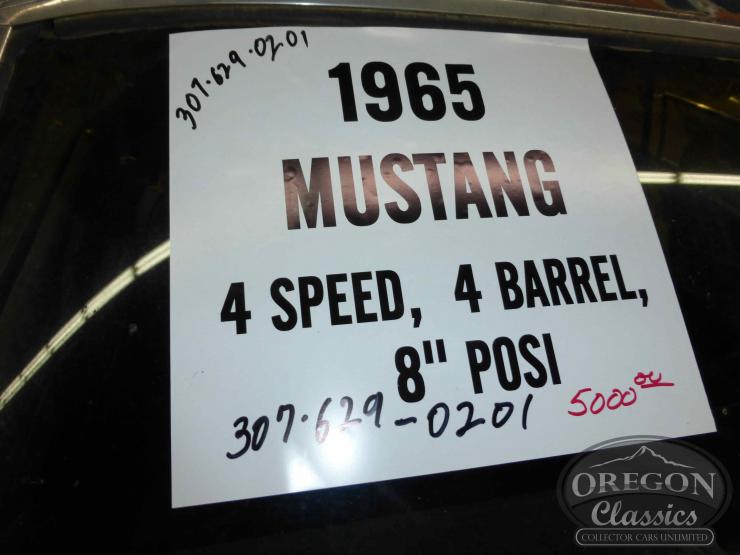 307·629·0201
1965
MUSTANG
4 SPEED, 4 BARREL,
8" POSI
307·629-0201
5000 00
OREGON
Classics
COLLECTOR CARS UNLIMITED